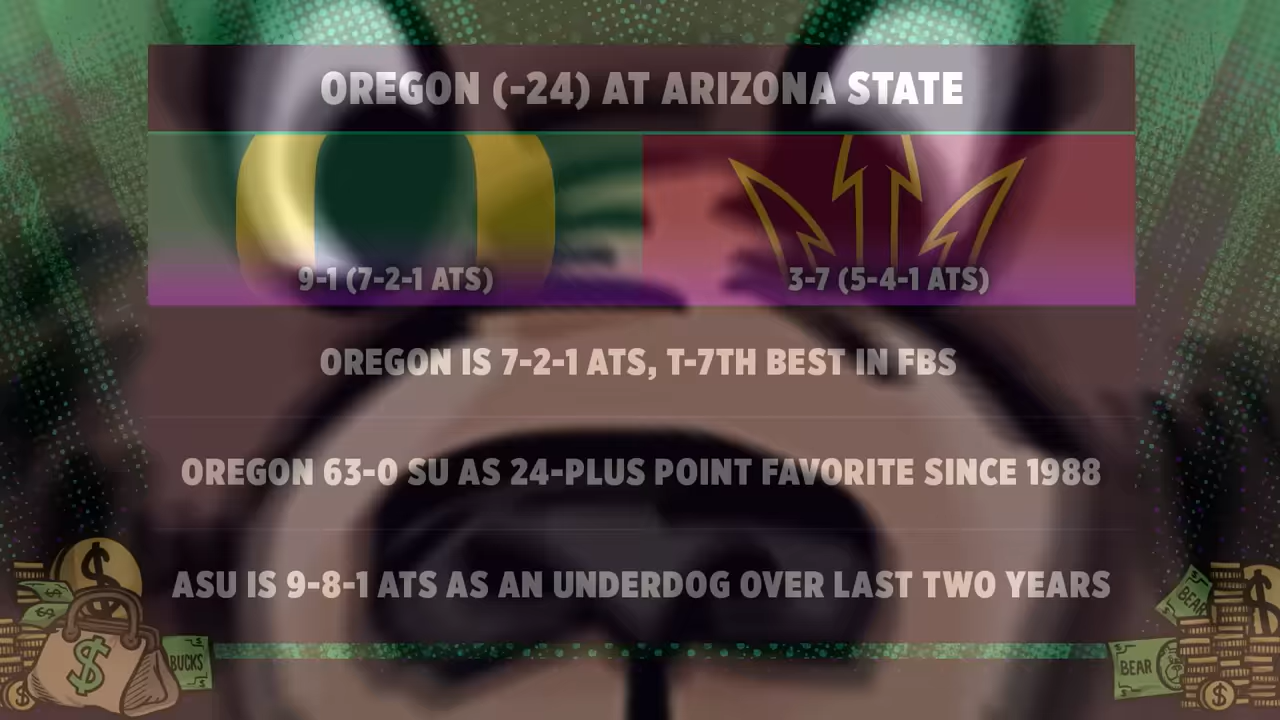 OREGON (-24) AT ARIZONA STATE
9-1 (7-2-1 ATS)
3-7 (5-4-1 ATS)
OREGON IS 7-2-1 ATS, T-7TH BEST IN FBS
OREGON 63-0 SU AS 24-PLUS POINT FAVORITE SINCE 1988
ASU IS 9-8-1 ATS AS AN UNDERDOG OVER LAST TWO YEARS
BUCKS
BEAR
BEAR